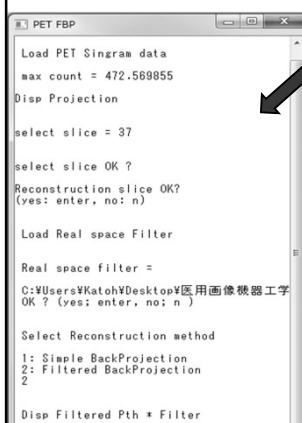 PET FBP
Load PET Singram data
max count = 472.569855
Disp Projection
select slice = 37
select slice OK ?
Reconstruction slice OK?
(yes: enter, no: n)
Load Real space Filter
Real space filter =
C:¥Users¥Katoh¥Desktop¥医用画像機器工学
OK ? (yes; enter, no; n )
Select Reconstruction method
1: Simple BackProjection
2: Filtered BackProjection
2
Disp Filtered Pth * Filter